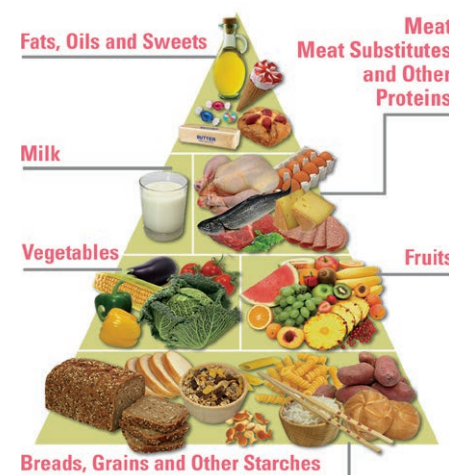 Fats, Oils and Sweets
Meat
Meat Substitutes
and Other
Proteins
Milk
BUTTER
Vegetables
Fruits
Breads, Grains and Other Starches